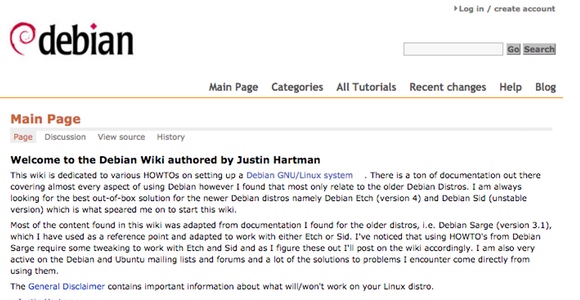 Log in / create account
debian
Go Search
Main Page Categories All Tutorials Recent changes Help Blog
Main Page
Page Discussion View source History
Welcome to the Debian Wiki authored by Justin Hartman
This wiki is dedicated to various HOWTOs on setting up a Debian GNU/Linux system . There is a ton of documentation out there
covering almost every aspect of using Debian however I found that most only relate to the older Debian Distros. I am always
looking for the best out-of-box solution for the newer Debian distros namely Debian Etch (version 4) and Debian Sid (unstable
version) which is what speared me on to start this wiki.
Most of the content found in this wiki was adapted from documentation I found for the older distros, i.e. Debian Sarge (version 3.1),
which I have used as a reference point and adapted to work with either Etch or Sid. I've noticed that using HOWTO's from Debian
Sarge require some tweaking to work with Etch and Sid and as I figure these out I'll post on the wiki accordingly. I am also very
active on the Debian and Ubuntu mailing lists and forums and a lot of the solutions to problems I encounter come directly from
using them.
The General Disclaimer contains important information about what will/won't work on your Linux distro.